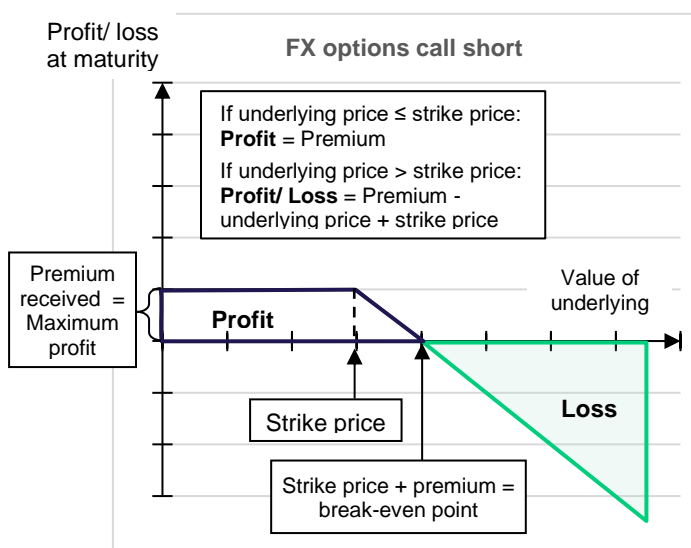 Profit/ loss
at maturity
FX options call short
If underlying price ≤ strike price:
Profit = Premium
If underlying price > strike price:
Profit/ Loss = Premium -
underlying price + strike price
Premium
received =
Maximum
profit
Profit
Value of
underlying
Strike price
Loss
Strike price + premium =
break-even point